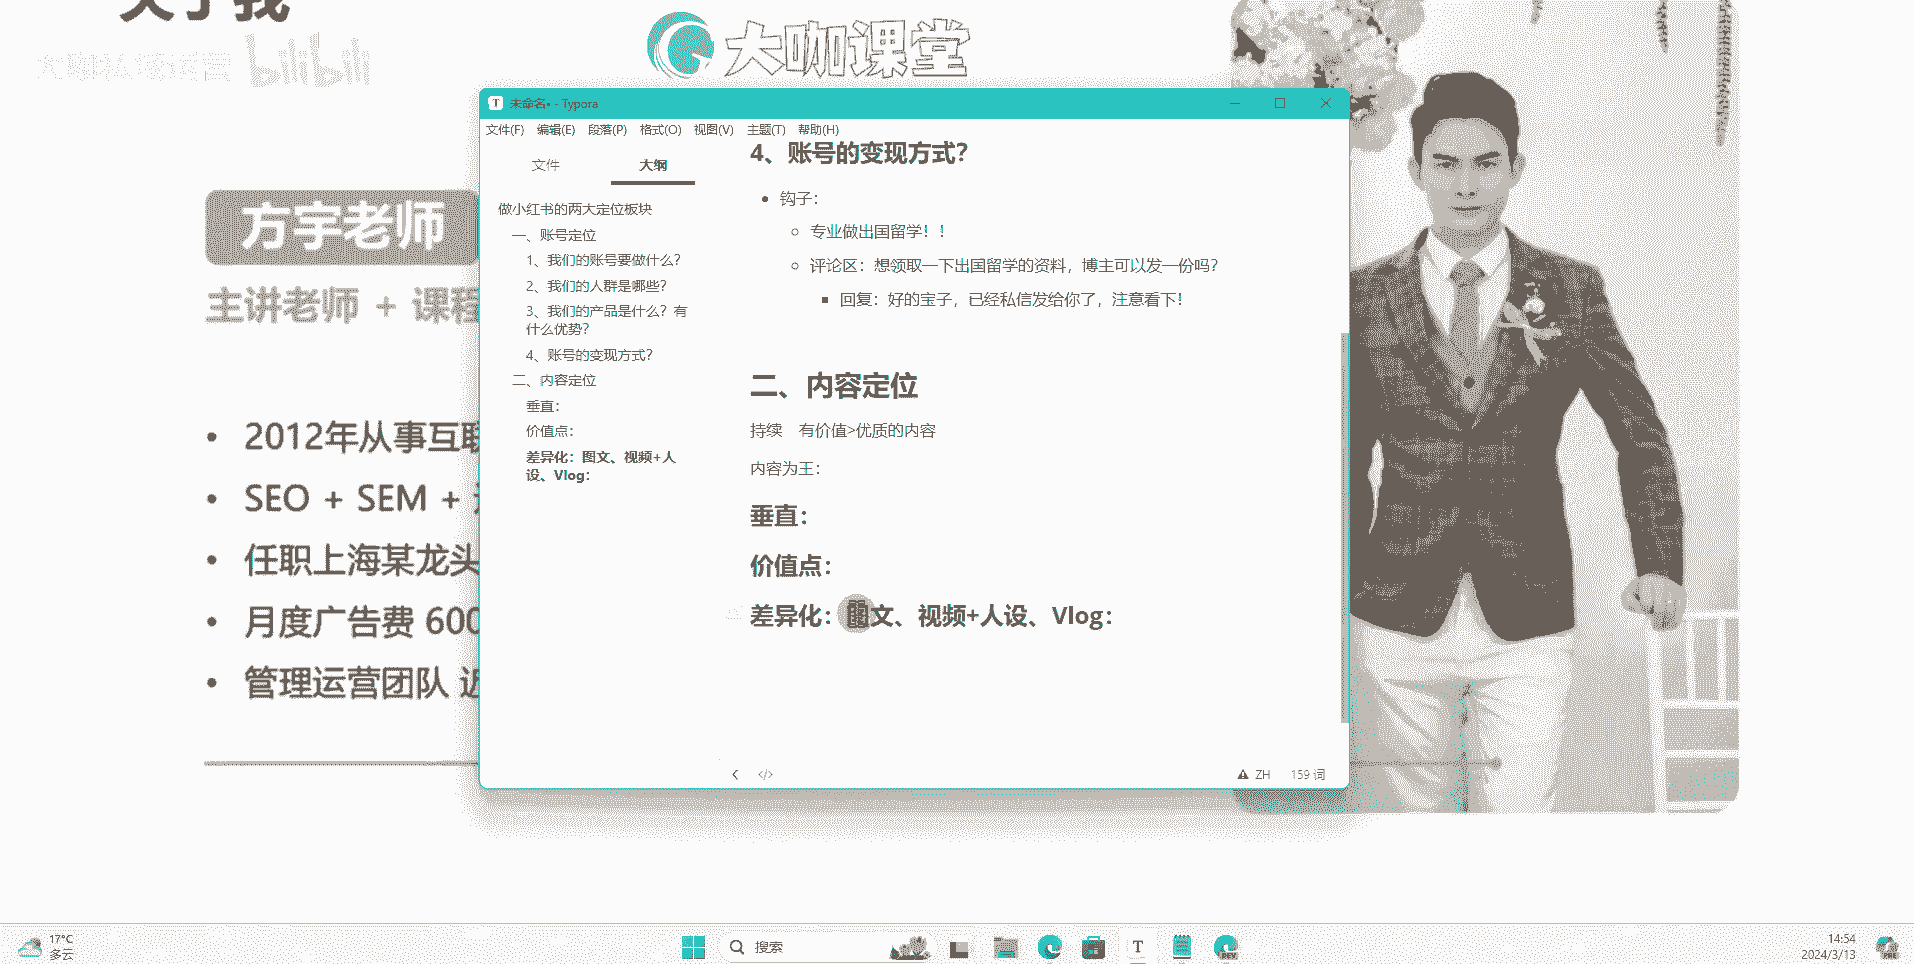 关于我
bilibili
大咖课堂
方宇老师
主讲老师 + 课程
2012年从事互联
SEO + SEM +
任职上海某龙头
月度广告费 600
管理运营团队 近
T 未命名• - Typora
文件(F) 编辑(E) 段落(P) 格式(O) 视图(V) 主题(T) 帮助(H)
文件 大纲
做小红书的两大定位板块
一、账号定位
1、我们的账号要做什么？
2、我们的人群是哪些？
3、我们的产品是什么？有
什么优势？
4、账号的变现方式？
二、内容定位
垂直：
价值点：
差异化：图文、视频+人
设、Vlog：
4、账号的变现方式？
钩子：
专业做出国留学！！
评论区：想领取一下出国留学的资料，博主可以发一份吗？
回复：好的宝子，已经私信发给你了，注意看下！
二、内容定位
持续 有价值>优质的内容
内容为王：
垂直：
价值点：
差异化：图文、视频+人设、Vlog：
</> ZH 159 词
17°C
多云
搜索
T
DEV
14:54
2024/3/13
PRE